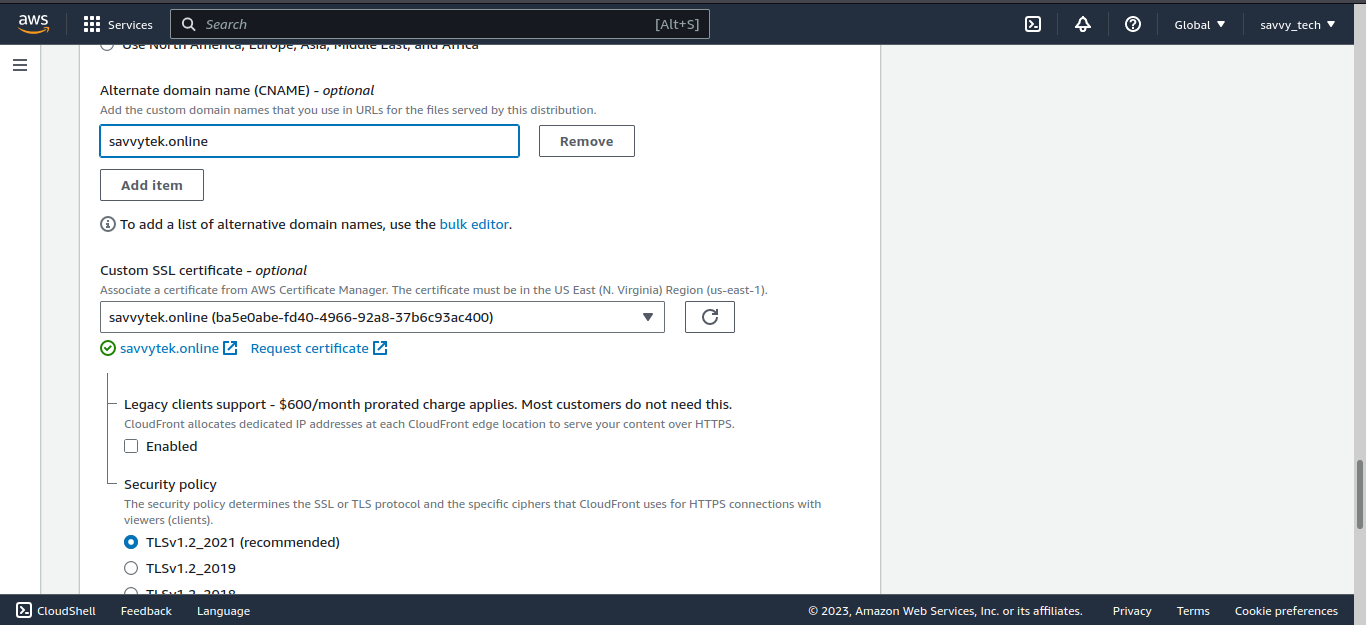 aws Services Search [Alt+S] Global savvy_tech
Use North America, Europe, Asia, Middle East, and Africa
Alternate domain name (CNAME) - optional
Add the custom domain names that you use in URLs for the files served by this distribution.
savvytek.online Remove
Add item
To add a list of alternative domain names, use the bulk editor.
Custom SSL certificate - optional
Associate a certificate from AWS Certificate Manager. The certificate must be in the US East (N. Virginia) Region (us-east-1).
savvytek.online (ba5e0abe-fd40-4966-92a8-37b6c93ac400)
savvytek.online Request certificate
Legacy clients support - $600/month prorated charge applies. Most customers do not need this.
CloudFront allocates dedicated IP addresses at each CloudFront edge location to serve your content over HTTPS.
Enabled
Security policy
The security policy determines the SSL or TLS protocol and the specific ciphers that CloudFront uses for HTTPS connections with
viewers (clients).
TLSv1.2_2021 (recommended)
TLSv1.2_2019
TLSv1.2_2018
CloudShell Feedback Language © 2023, Amazon Web Services, Inc. or its affiliates. Privacy Terms Cookie preferences